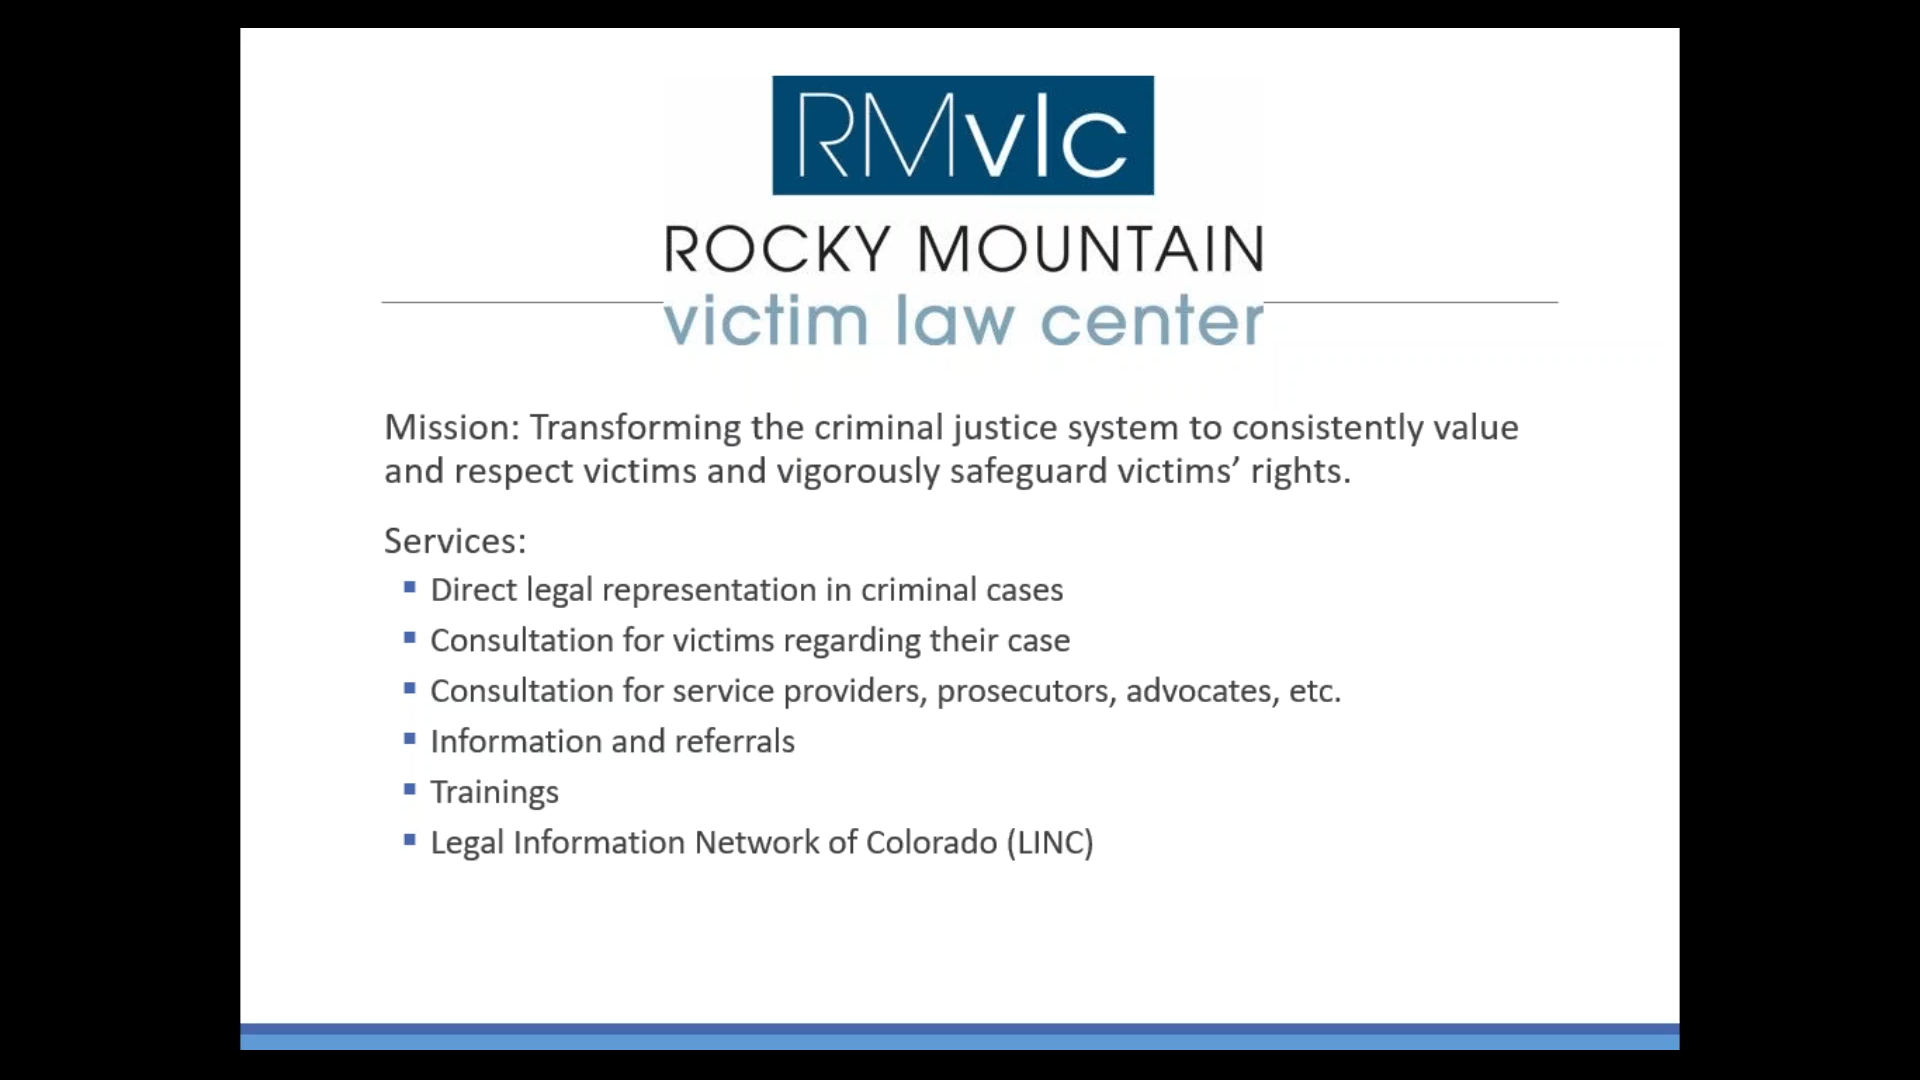 RMvlc
ROCKY MOUNTAIN
victim law center
Mission: Transforming the criminal justice system to consistently value
and respect victims and vigorously safeguard victims’ rights.
Services:
▪ Direct legal representation in criminal cases
▪ Consultation for victims regarding their case
▪ Consultation for service providers, prosecutors, advocates, etc.
▪ Information and referrals
▪ Trainings
▪ Legal Information Network of Colorado (LINC)